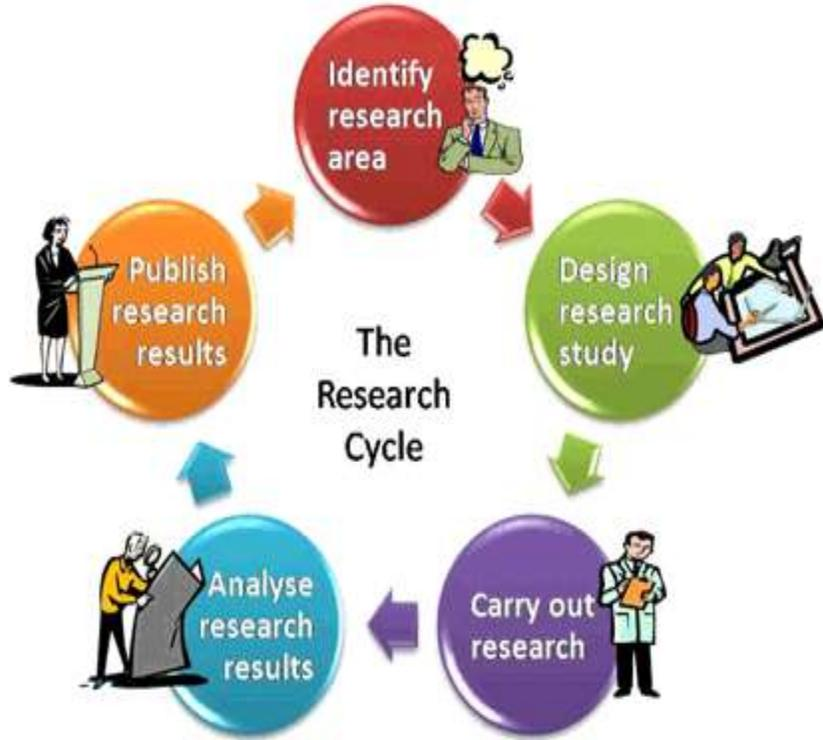 Identify
research
area
Design
research
study
Carry out
research
Analyse
research
results
Publish
research
results
The
Research
Cycle